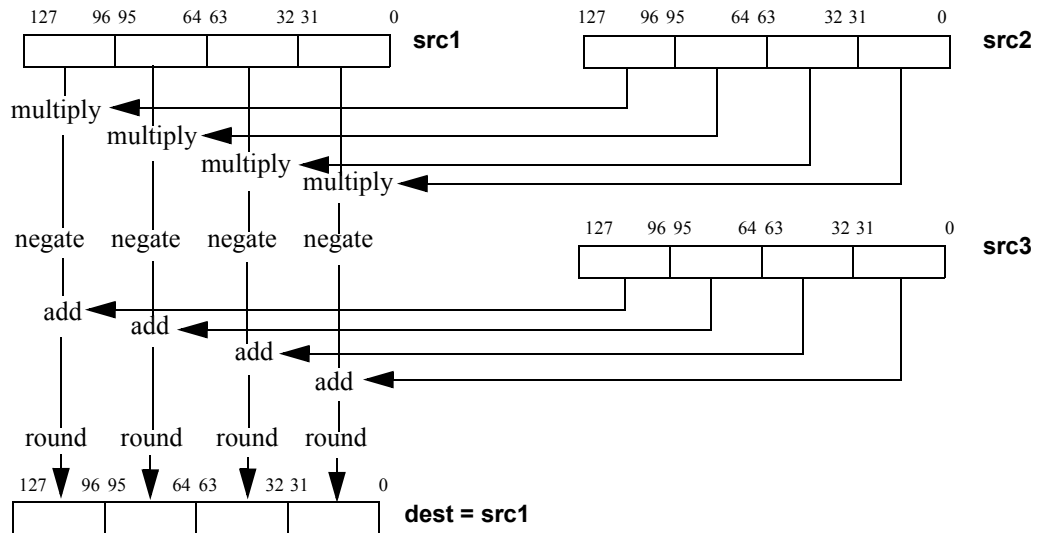 127 96 95 64 63 32 31 0 src1 127 96 95 64 63 32 31 0 src2
multiply
multiply
multiply
multiply
negate negate negate negate 127 96 95 64 63 32 31 0 src3
add
add
add
add
round round round round
127 96 95 64 63 32 31 0
dest = src1